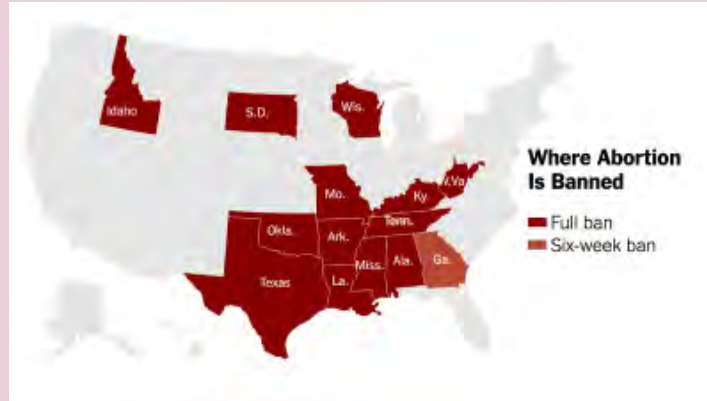 Idaho
S.D.
Wis.
Where Abortion
Is Banned
Full ban
Six-week ban
Mo.
Ky.
W.Va.
Okla.
Ark.
Tenn.
Texas
La.
Miss.
Ala.
Ga.